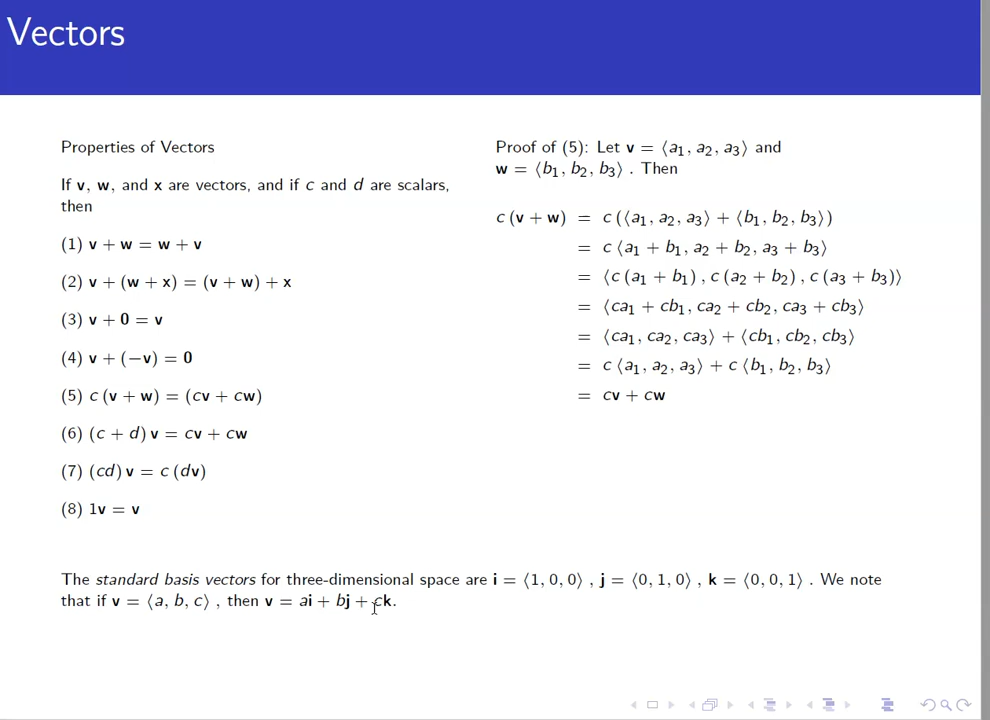 Vectors
Properties of Vectors
If v, w, and x are vectors, and if c and d are scalars,
then
(1) v + w = w + v
(2) v + (w + x) = (v + w) + x
(3) v + 0 = v
(4) v + (−v) = 0
(5) c (v + w) = (cv + cw)
(6) (c + d) v = cv + cw
(7) (cd) v = c (dv)
(8) 1v = v
Proof of (5): Let v = ⟨a₁, a₂, a₃⟩ and
w = ⟨b₁, b₂, b₃⟩ . Then
c (v + w) = c (⟨a₁, a₂, a₃⟩ + ⟨b₁, b₂, b₃⟩)
= c ⟨a₁ + b₁, a₂ + b₂, a₃ + b₃⟩
= ⟨c (a₁ + b₁) , c (a₂ + b₂) , c (a₃ + b₃)⟩
= ⟨ca₁ + cb₁, ca₂ + cb₂, ca₃ + cb₃⟩
= ⟨ca₁, ca₂, ca₃⟩ + ⟨cb₁, cb₂, cb₃⟩
= c ⟨a₁, a₂, a₃⟩ + c ⟨b₁, b₂, b₃⟩
= cv + cw
The standard basis vectors for three-dimensional space are i = ⟨1, 0, 0⟩ , j = ⟨0, 1, 0⟩ , k = ⟨0, 0, 1⟩ . We note
that if v = ⟨a, b, c⟩ , then v = ai + bj + ck.